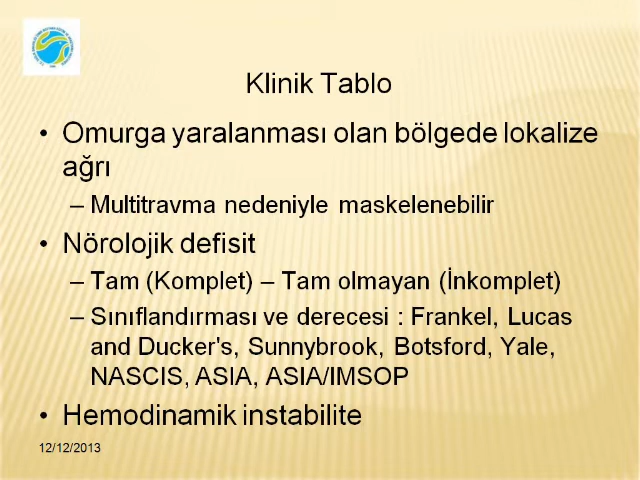 Klinik Tablo
• Omurga yaralanması olan bölgede lokalize
ağrı
– Multitravma nedeniyle maskelenebilir
• Nörolojik defisit
– Tam (Komplet) – Tam olmayan (İnkomplet)
– Sınıflandırması ve derecesi : Frankel, Lucas
and Ducker's, Sunnybrook, Botsford, Yale,
NASCIS, ASIA, ASIA/IMSOP
• Hemodinamik instabilite
12/12/2013